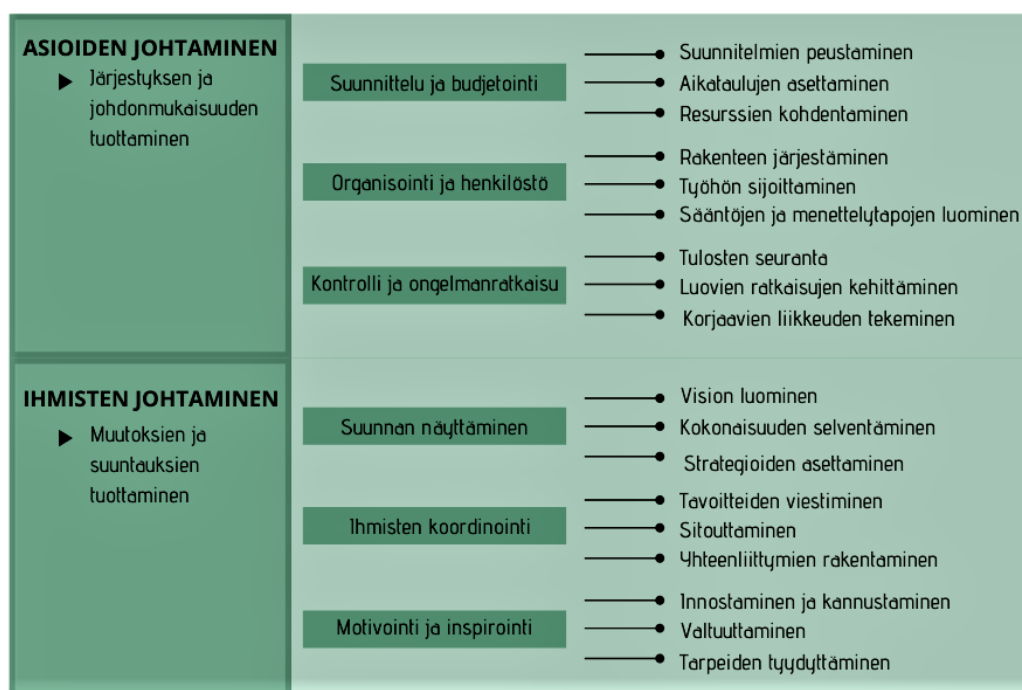 ASIOIDEN JOHTAMINEN
Järjestyksen ja
johdonmukaisuuden
tuottaminen
Suunnittelu ja budjetointi
Suunnitelmien peustaminen
Aikataulujen asettaminen
Resurssien kohdentaminen
Organisointi ja henkilöstö
Rakenteen järjestäminen
Työhön sijoittaminen
Sääntöjen ja menettelytapojen luominen
Kontrolli ja ongelmanratkaisu
Tulosten seuranta
Luovien ratkaisujen kehittäminen
Korjaavien liikkeuden tekeminen
IHMISTEN JOHTAMINEN
Muutoksien ja
suuntauksien
tuottaminen
Suunnan näyttäminen
Vision luominen
Kokonaisuuden selventäminen
Strategioiden asettaminen
Ihmisten koordinointi
Tavoitteiden viestiminen
Sitouttaminen
Yhteenliittymien rakentaminen
Motivointi ja inspirointi
Innostaminen ja kannustaminen
Valtuuttaminen
Tarpeiden tyydyttäminen